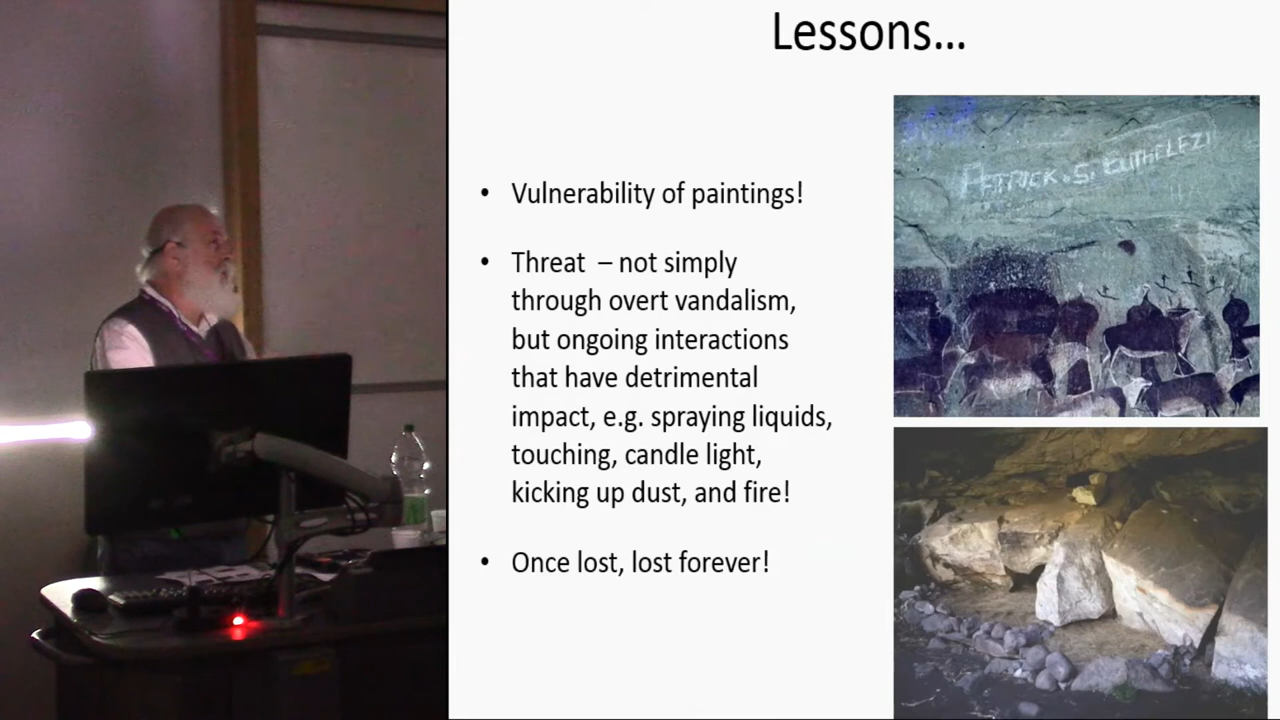 Lessons...
• Vulnerability of paintings!
• Threat – not simply
through overt vandalism,
but ongoing interactions
that have detrimental
impact, e.g. spraying liquids,
touching, candle light,
kicking up dust, and fire!
• Once lost, lost forever!
PETRICK.S. BUTHELEZI